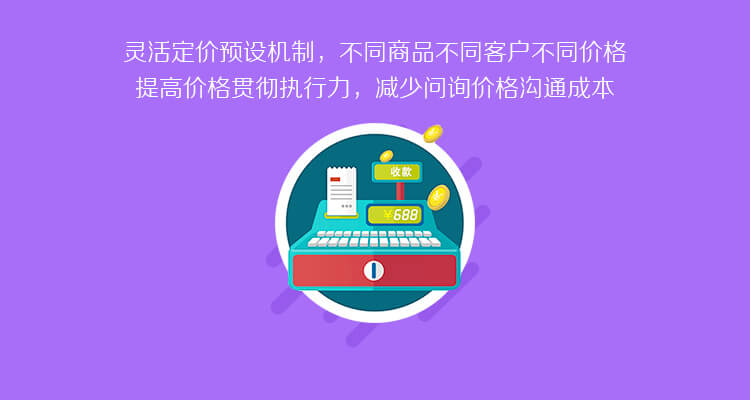 灵活定价预设机制，不同商品不同客户不同价格
提高价格贯彻执行力，减少问询价格沟通成本
收款
¥688